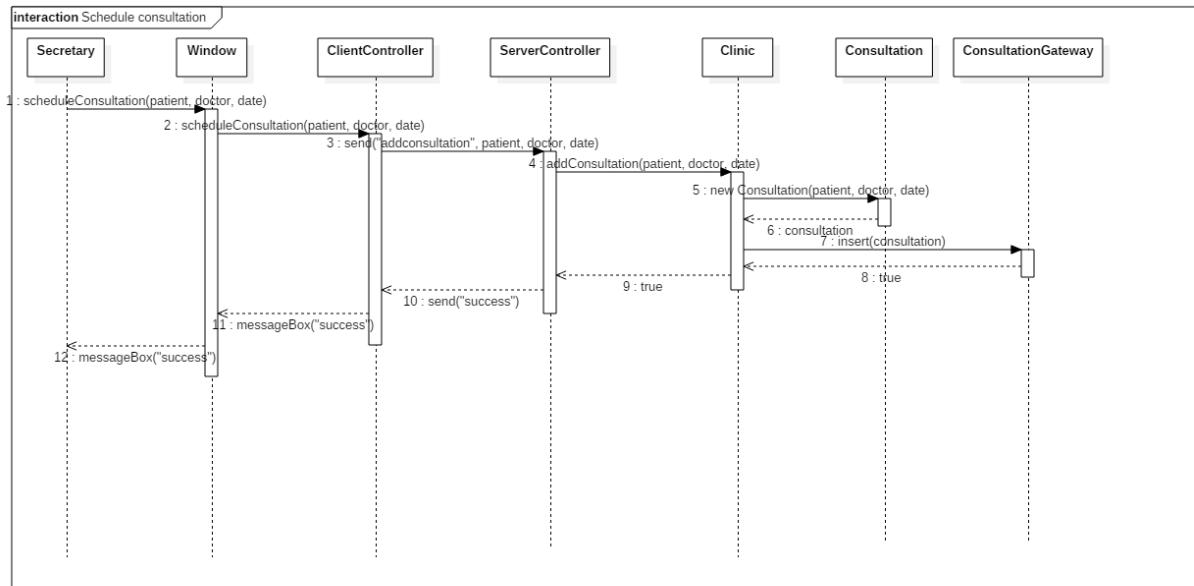 interaction Schedule consultation
Secretary
Window
ClientController
ServerController
Clinic
Consultation
ConsultationGateway
1 : scheduleConsultation(patient, doctor, date)
2 : scheduleConsultation(patient, doctor, date)
3 : send("addconsultation", patient, doctor, date)
4 : addConsultation(patient, doctor, date)
5 : new Consultation(patient, doctor, date)
6 : consultation
7 : insert(consultation)
8 : true
9 : true
10 : send("success")
11 : messageBox("success")
12 : messageBox("success")